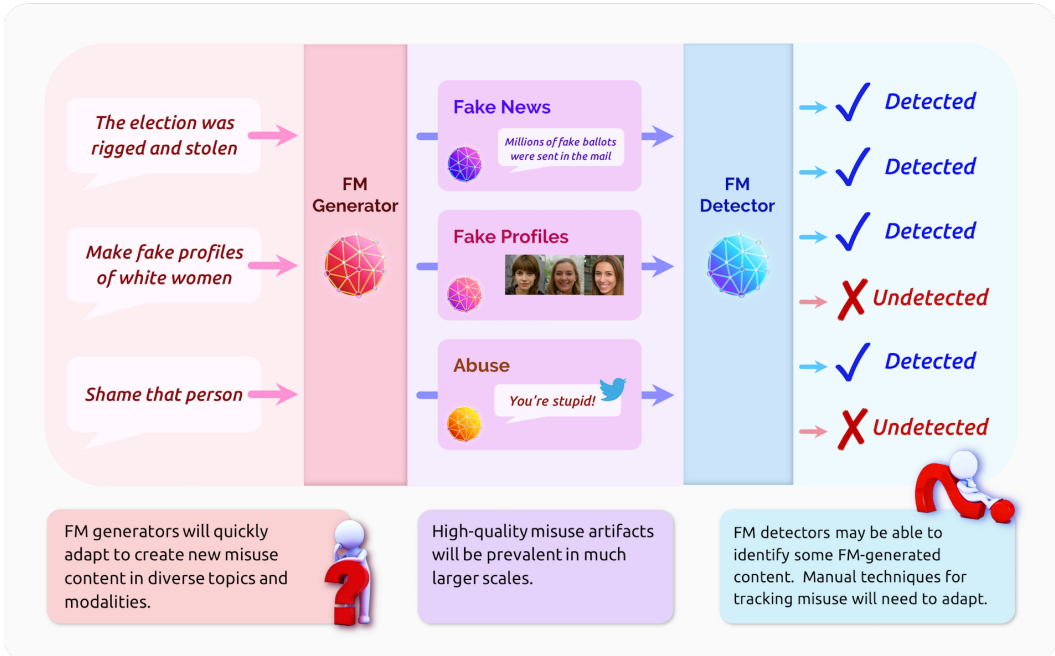 The election was
rigged and stolen
Make fake profiles
of white women
Shame that person
FM
Generator
Fake News
Millions of fake ballots
were sent in the mail
Fake Profiles
Abuse
You're stupid!
FM
Detector
Detected
Detected
Detected
Undetected
Detected
Undetected
FM generators will quickly
adapt to create new misuse
content in diverse topics and
modalities.
High-quality misuse artifacts
will be prevalent in much
larger scales.
FM detectors may be able to
identify some FM-generated
content. Manual techniques for
tracking misuse will need to adapt.